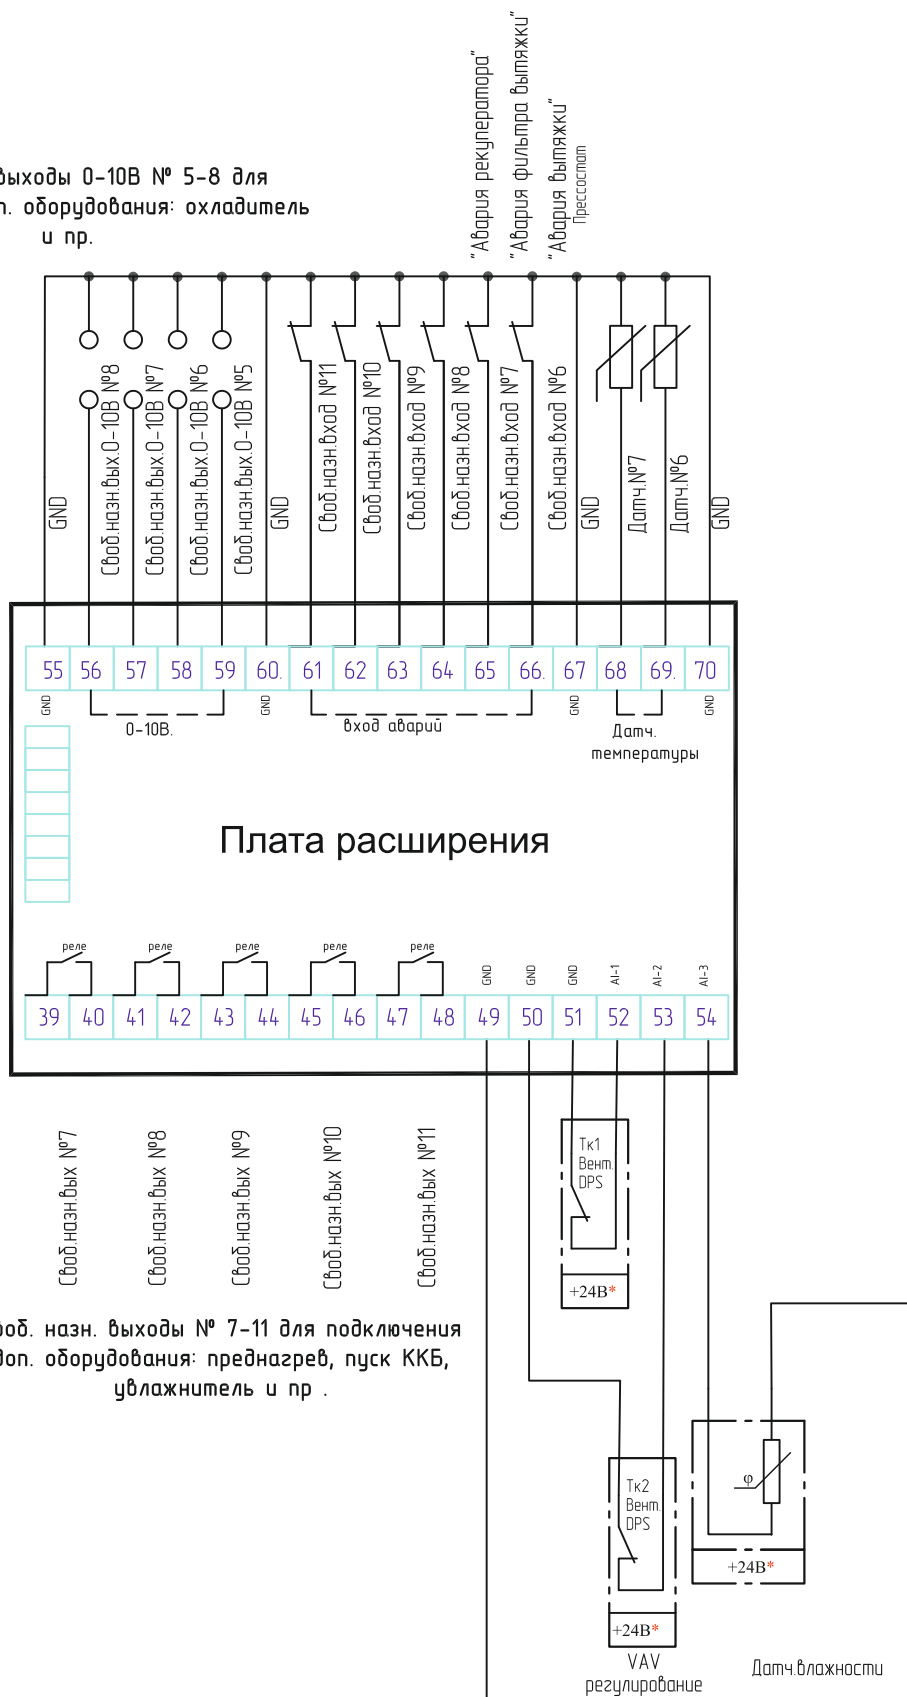 "Авария рекуператора"
"Авария фильтра вытяжки"
"Авария вытяжки"
Прессостат
выходы 0-10В № 5-8 для
п. оборудования: охладитель
и пр.
GND
Своб.назн.вых.0-10В №8
Своб.назн.вых.0-10В №7
Своб.назн.вых.0-10В №6
Своб.назн.вых.0-10В №5
GND
Своб.назн.вход №11
Своб.назн.вход №10
Своб.назн.вход №9
Своб.назн.вход №8
Своб.назн.вход №7
Своб.назн.вход №6
GND
Датч.№7
Датч.№6
GND
55 56 57 58 59 60. 61 62 63 64 65 66. 67 68 69. 70
GND
GND
GND
GND
0-10В.
вход аварий
Датч.
температуры
Плата расширения
реле
реле
реле
реле
реле
GND
GND
GND
AI-1
AI-2
AI-3
39 40 41 42 43 44 45 46 47 48 49 50 51 52 53 54
Своб.назн.вых №7
Своб.назн.вых №8
Своб.назн.вых №9
Своб.назн.вых №10
Своб.назн.вых №11
Тк1
Вент.
DPS
+24В*
об. назн. выходы № 7-11 для подключения
доп. оборудования: преднагрев, пуск ККБ,
увлажнитель и пр .
Тк2
Вент.
DPS
+24В*
φ
+24В*
VAV
регулирование
Датч.влажности